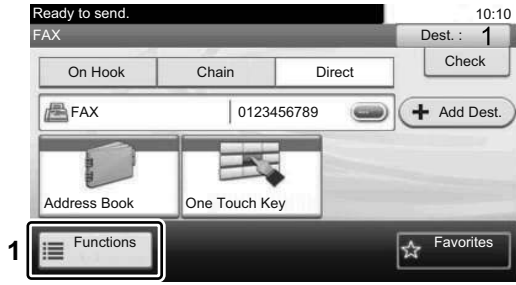 Ready to send. 10:10
FAX Dest. : 1
On Hook Chain Direct Check
FAX 0123456789 + Add Dest.
Address Book One Touch Key
1 Functions Favorites